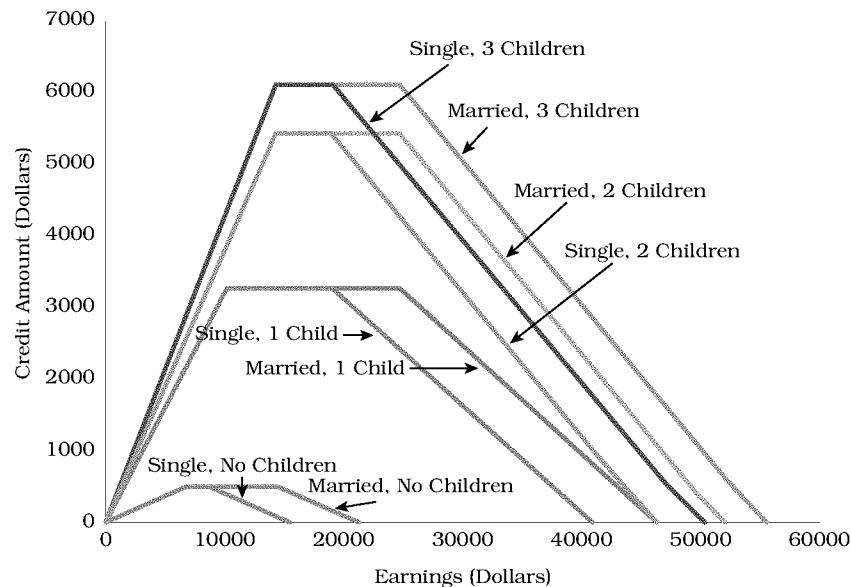 7000
6000
5000
4000
3000
2000
1000
0
Credit Amount (Dollars)
Single, 3 Children
Married, 3 Children
Married, 2 Children
Single, 2 Children
Single, 1 Child
Married, 1 Child
Single, No Children
Married, No Children
0 10000 20000 30000 40000 50000 60000
Earnings (Dollars)